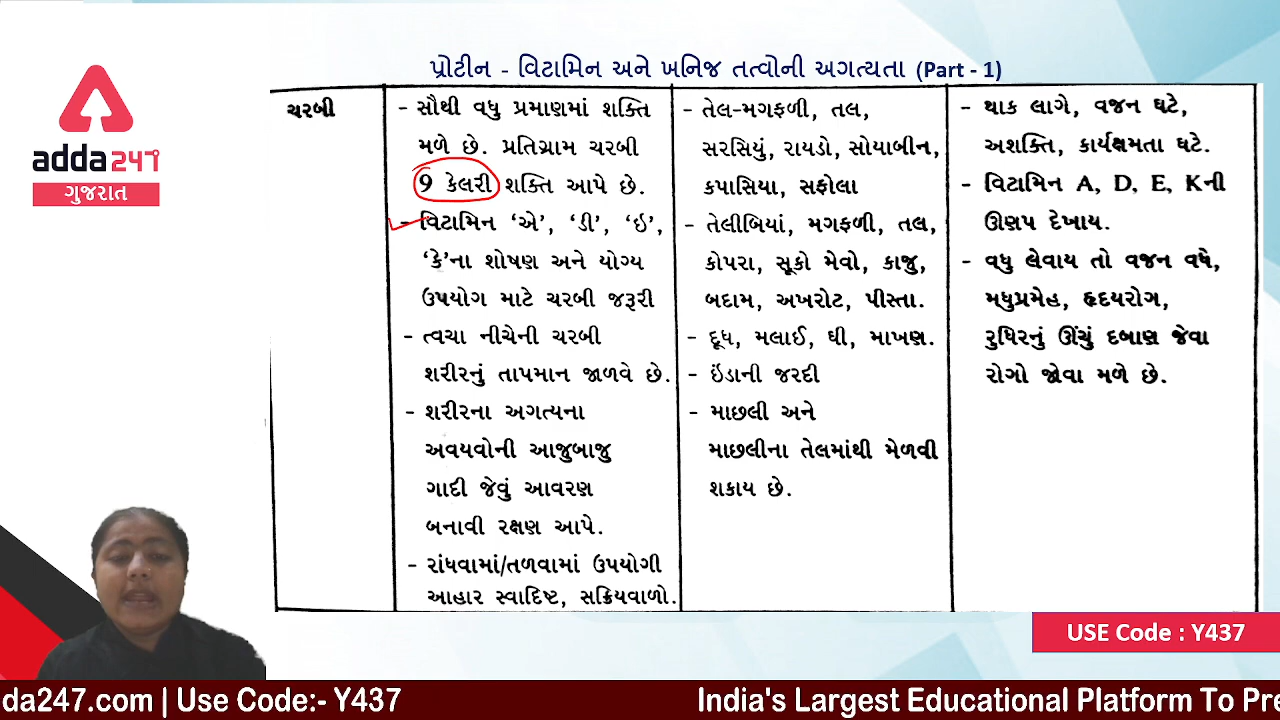 પ્રોટીન - વિટામિન અને ખનિજ તત્વોની અગત્યતા (Part - 1)
adda247
ગુજરાત
ચરબી
- સૌથી વધુ પ્રમાણમાં શક્તિ
મળે છે. પ્રતિગ્રામ ચરબી
9 કેલરી શક્તિ આપે છે.
- વિટામિન ‘એ’, ‘ડી’, ‘ઇ’,
‘કે’ના શોષણ અને યોગ્ય
ઉપયોગ માટે ચરબી જરૂરી
- ત્વચા નીચેની ચરબી
શરીરનું તાપમાન જાળવે છે.
- શરીરના અગત્યના
અવયવોની આજુબાજુ
ગાદી જેવું આવરણ
બનાવી રક્ષણ આપે.
- રાંધવામાં/તળવામાં ઉપયોગી
આહાર સ્વાદિષ્ટ, સક્રિયવાળો.
- તેલ-મગફળી, તલ,
સરસિયું, રાયડો, સોયાબીન,
કપાસિયા, સફોલા
- તેલીબિયાં, મગફળી, તલ,
કોપરા, સૂકો મેવો, કાજુ,
બદામ, અખરોટ, પીસ્તા.
- દૂધ, મલાઈ, ઘી, માખણ.
- ઇંડાની જરદી
- માછલી અને
માછલીના તેલમાંથી મેળવી
શકાય છે.
- થાક લાગે, વજન ઘટે,
અશક્તિ, કાર્યક્ષમતા ઘટે.
- વિટામિન A, D, E, Kની
ઊણપ દેખાય.
- વધુ લેવાય તો વજન વધે,
મધુપ્રમેહ, હૃદયરોગ,
રુધિરનું ઊંચું દબાણ જેવા
રોગો જોવા મળે છે.
USE Code : Y437
da247.com | Use Code:- Y437
India's Largest Educational Platform To Pre